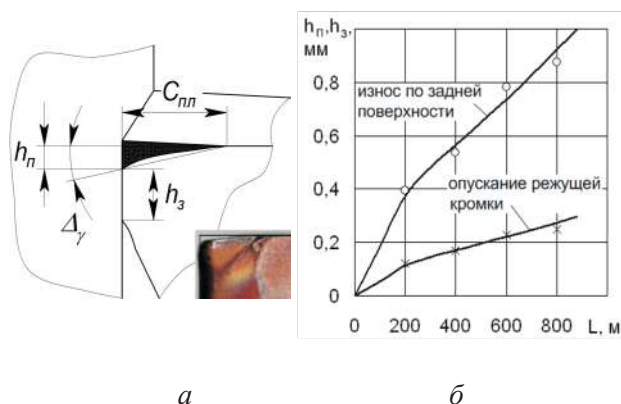 C пл
h п
h з
Δ γ
h п , h з ,
мм
0,8
износ по задней
поверхности
0,6
0,4
опускание режущей
кромки
0,2
0
0 200 400 600 800 L, м
а б